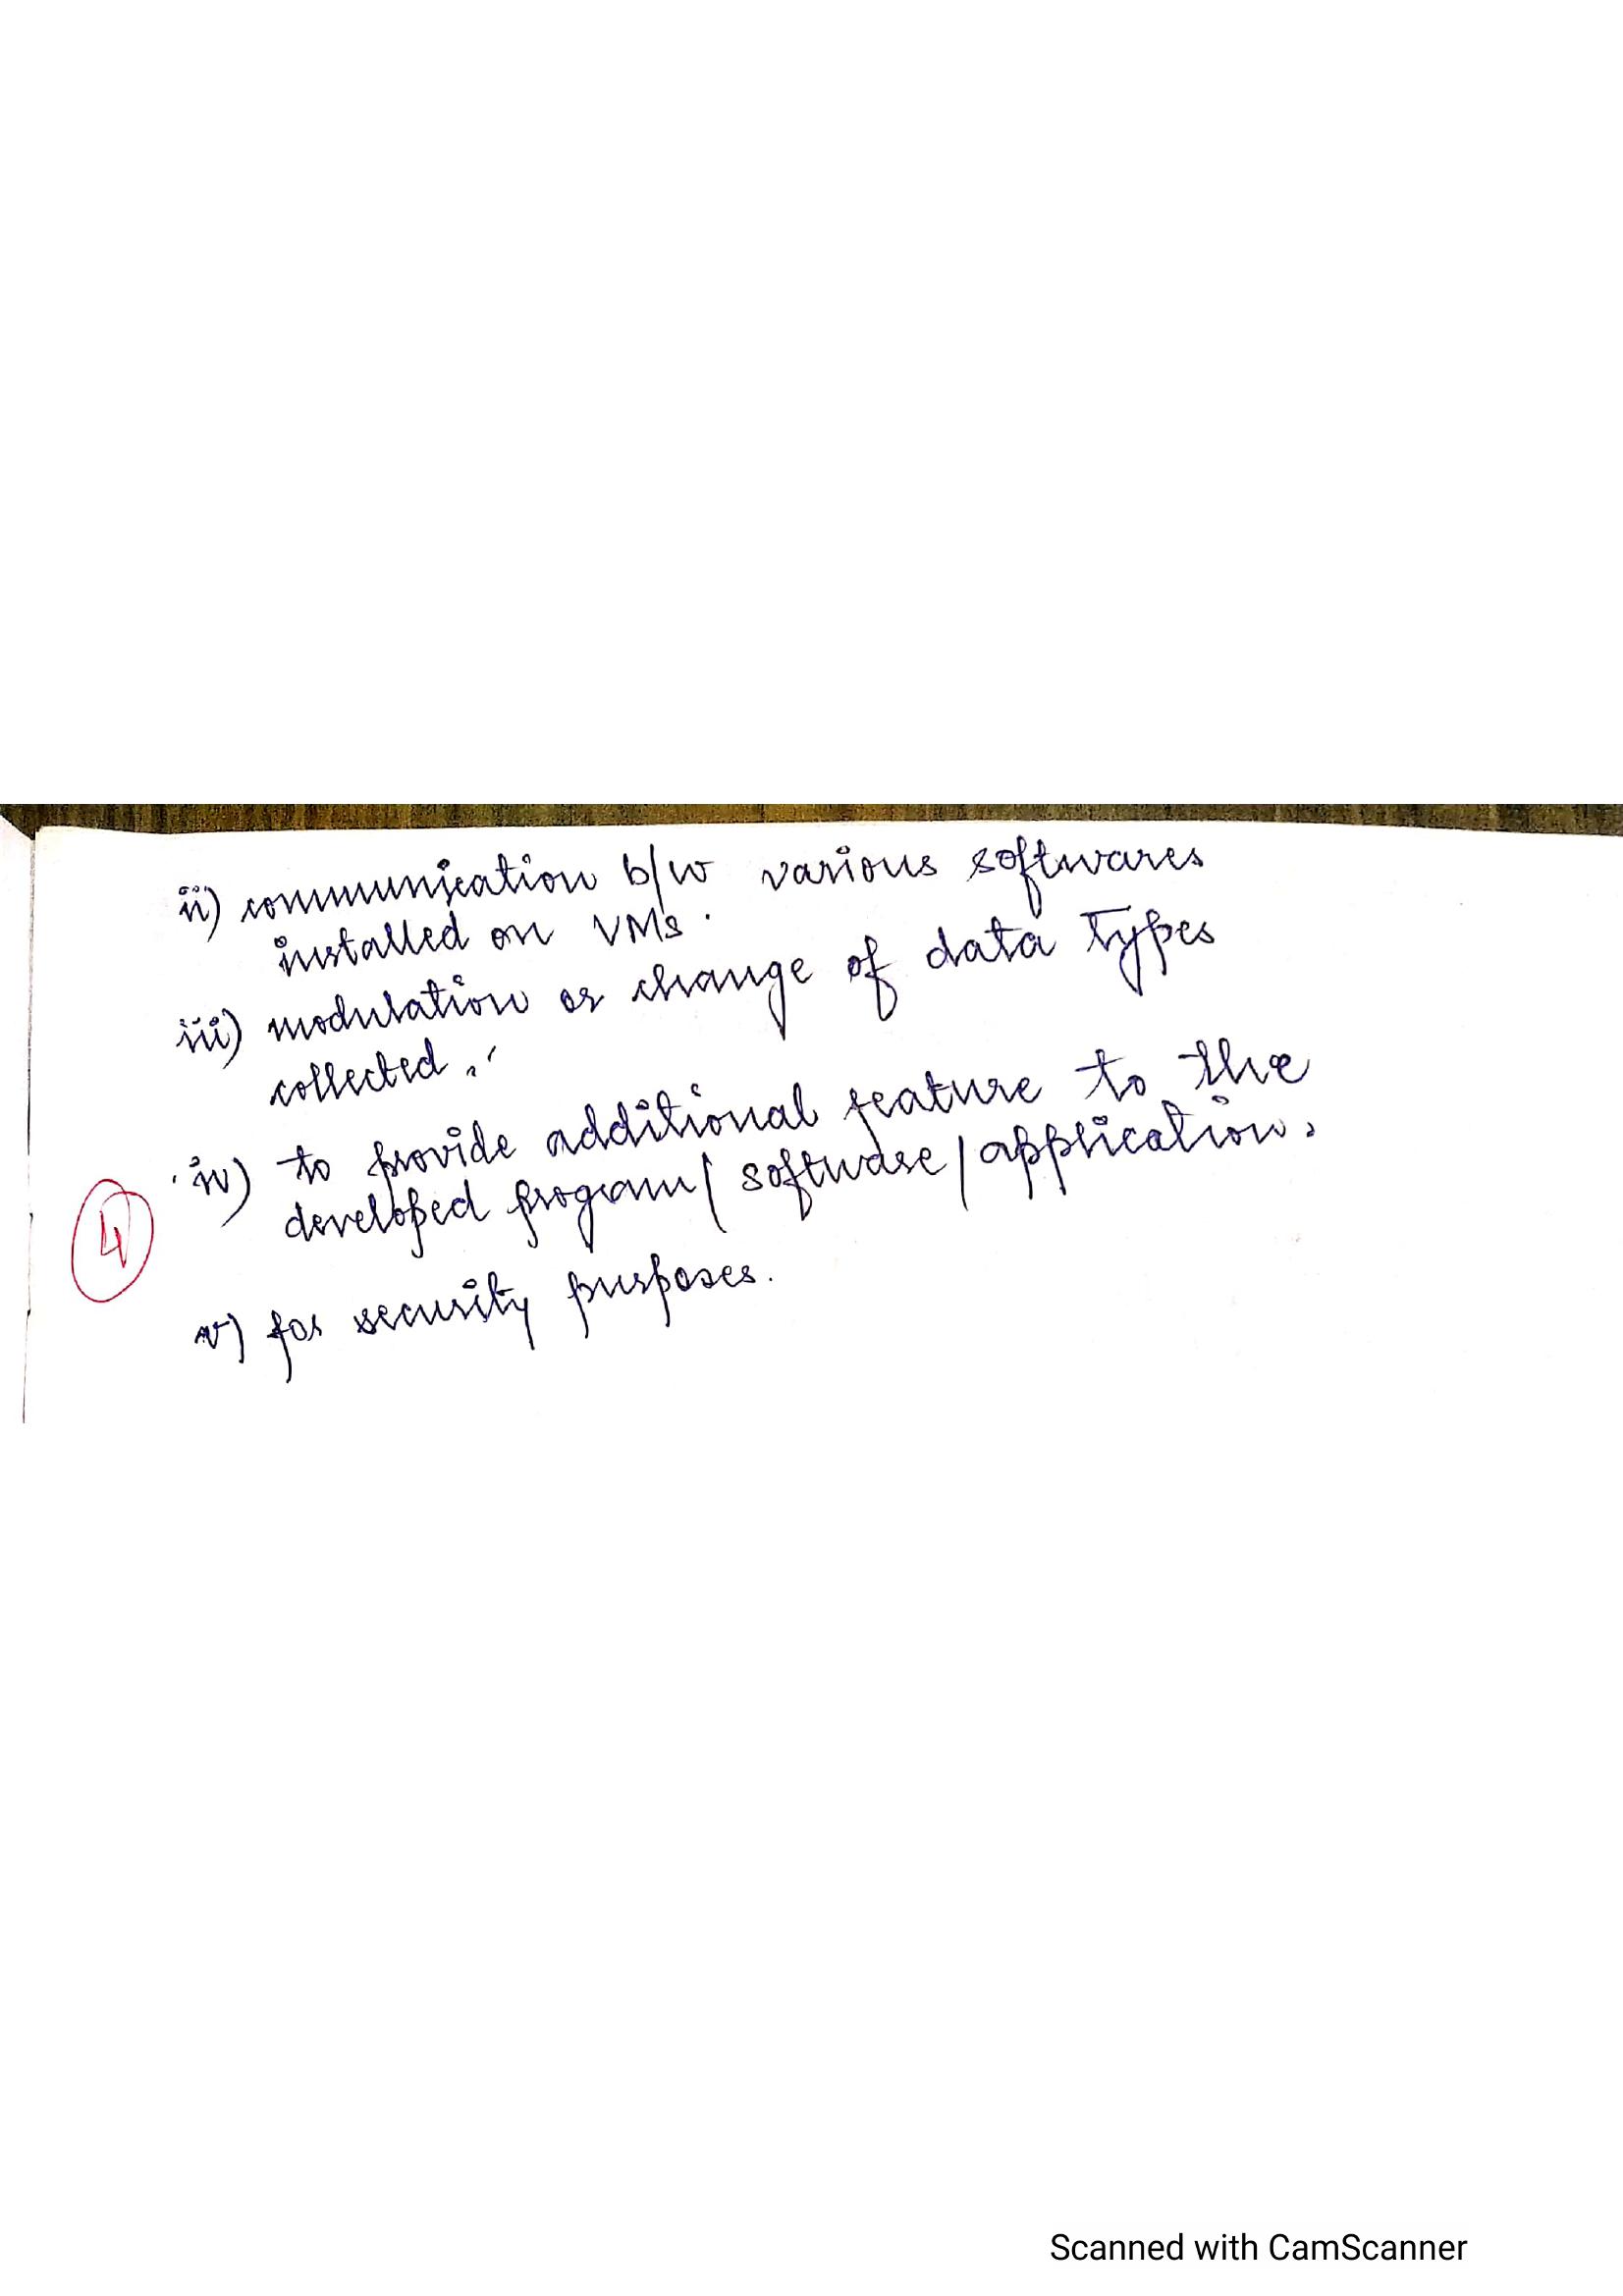 ii) communication b/w various softwares
installed on VMs.
iii) modulation or change of data types
collected.
iv) to provide additional feature to the
developed program/ software/application.
4
v) for security purposes.
Scanned with CamScanner